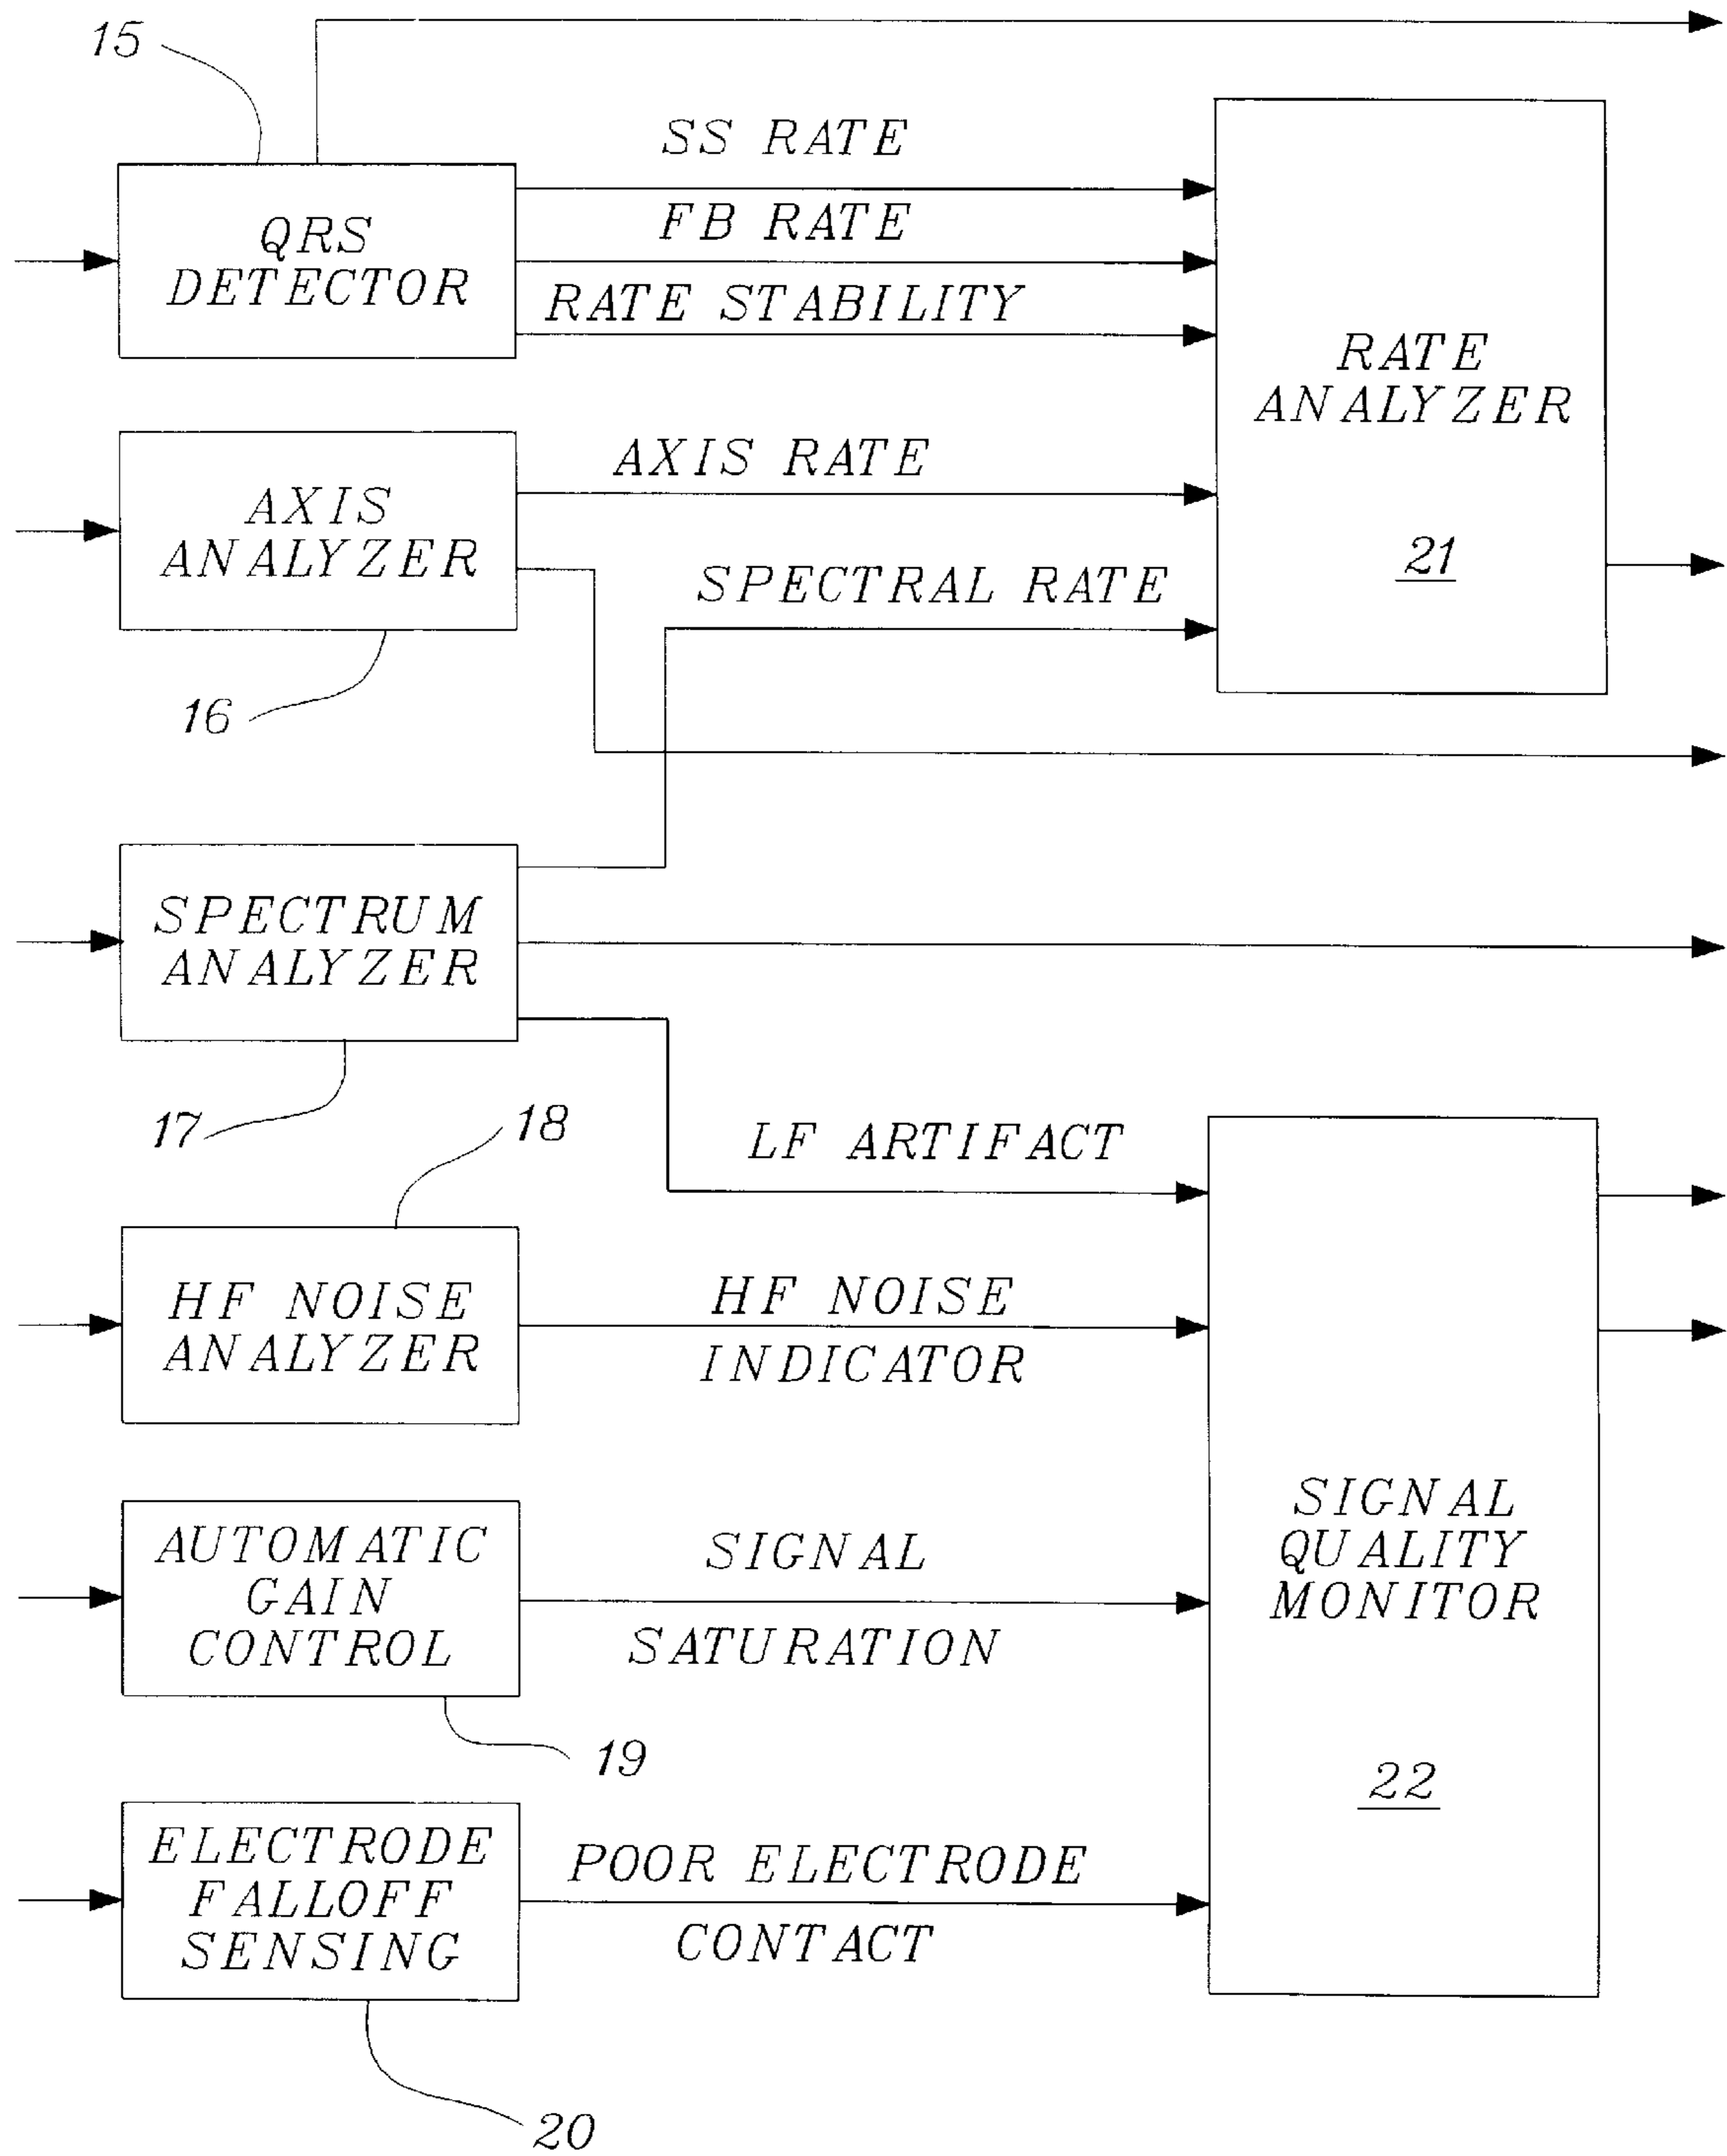 15
SS RATE
QRS
DETECTOR
FB RATE
RATE STABILITY
RATE
ANALYZER
21
AXIS
ANALYZER
AXIS RATE
16
SPECTRAL RATE
SPECTRUM
ANALYZER
17
LF ARTIFACT
18
HF NOISE
ANALYZER
HF NOISE
INDICATOR
SIGNAL
QUALITY
MONITOR
22
AUTOMATIC
GAIN
CONTROL
SIGNAL
SATURATION
19
ELECTRODE
FALLOFF
SENSING
POOR ELECTRODE
CONTACT
20